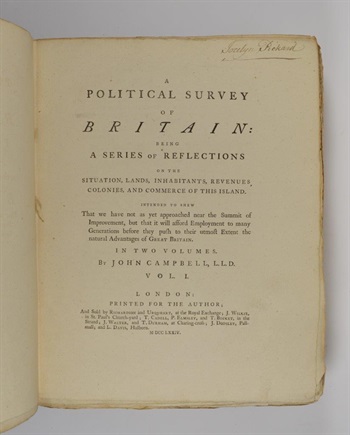 Jocelyn Pickard
A
POLITICAL SURVEY
OF
BRITAIN:
BEING
A SERIES OF REFLECTIONS
ON THE
SITUATION, LANDS, INHABITANTS, REVENUES,
COLONIES, AND COMMERCE OF THIS ISLAND.
INTENDED TO SHEW
That we have not as yet approached near the Summit of
Improvement, but that it will afford Employment to many
Generations before they push to their utmost Extent the
natural Advantages of GREAT BRITAIN.
IN TWO VOLUMES.
BY JOHN CAMPBELL, L.L.D.
VOL. I.
LONDON:
PRINTED FOR THE AUTHOR;
And Sold by RICHARDSON and URQUHART, at the Royal Exchange; J. WILKIE,
in St. Paul's Church-yard; T. CADELL, P. ELMSLEY, and T. BECKET, in the
Strand; J. WALTER, and T. DURHAM, at Charing-cross; J. DODSLEY, Pall-
mall; and L. DAVIS, Holborn.
M DCC LXXIV.